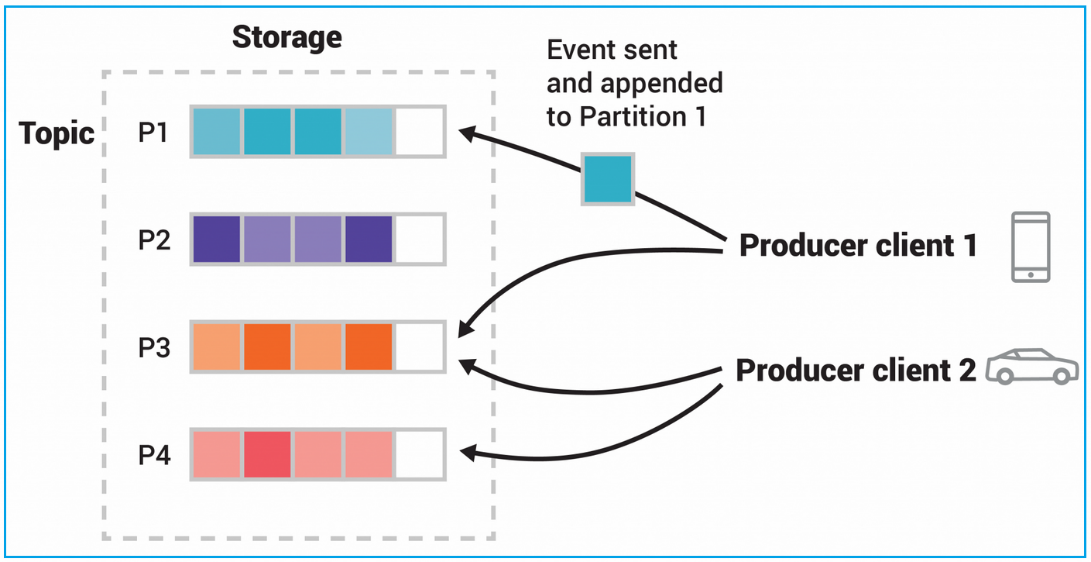 Storage
Event sent
and appended
to Partition 1
Topic
P1
P2
Producer client 1
P3
Producer client 2
P4